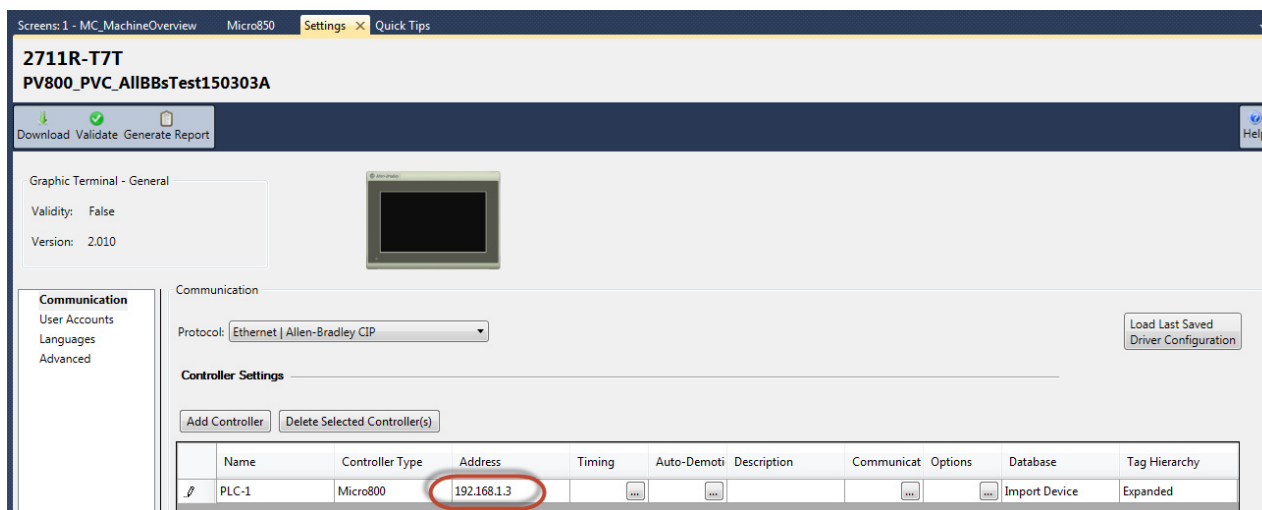 Screens: 1 - MC_MachineOverview Micro850 Settings Quick Tips
2711R-T7T
PV800_PVC_AllBBsTest150303A
Download Validate Generate Report
Help
Graphic Terminal - General
Validity: False
Version: 2.010
Allen-Bradley
Communication
User Accounts
Languages
Advanced
Communication
Protocol: Ethernet | Allen-Bradley CIP
Load Last Saved
Driver Configuration
Controller Settings
Add Controller Delete Selected Controller(s)
Name Controller Type Address Timing Auto-Demoti Description Communicat Options Database Tag Hierarchy
PLC-1 Micro800 192.168.1.3 ... ... ... ... Import Device Expanded